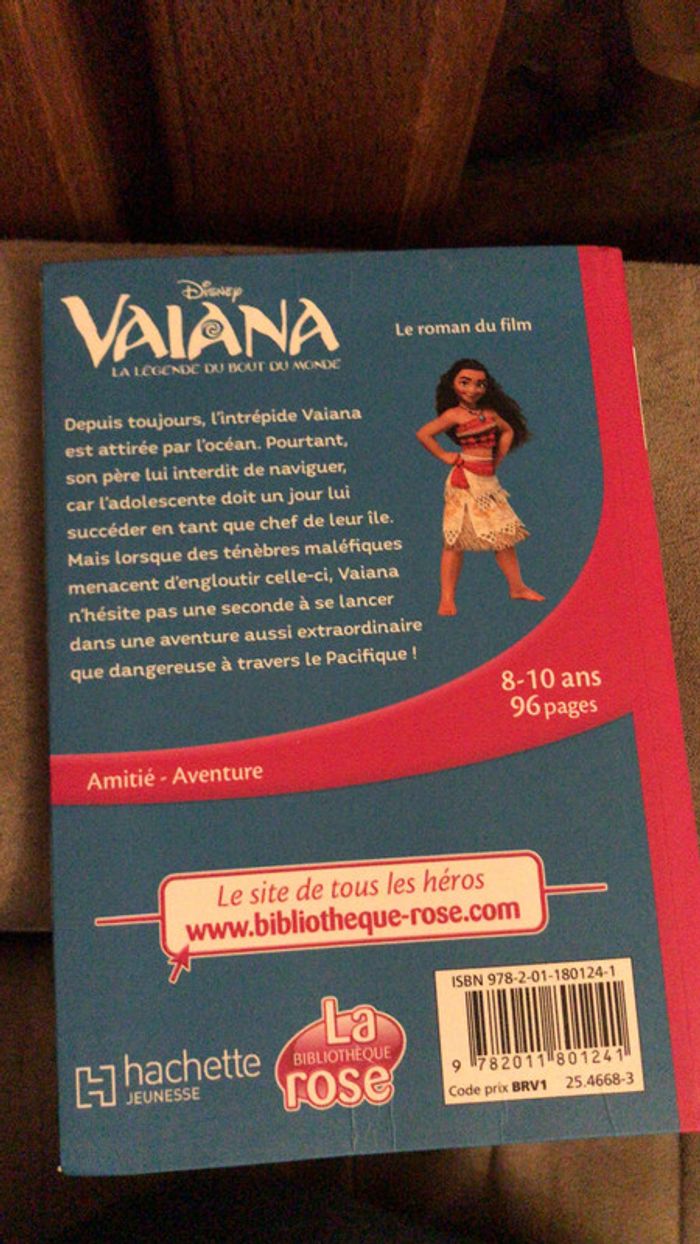 Disney
VAIANA
LA LÉGENDE DU BOUT DU MONDE
Le roman du film
Depuis toujours, l'intrépide Vaiana
est attirée par l'océan. Pourtant,
son père lui interdit de naviguer,
car l'adolescente doit un jour lui
succéder en tant que chef de leur île.
Mais lorsque des ténèbres maléfiques
menacent d'engloutir celle-ci, Vaiana
n'hésite pas une seconde à se lancer
dans une aventure aussi extraordinaire
que dangereuse à travers le Pacifique !
8-10 ans
96 pages
Amitié - Aventure
Le site de tous les héros
www.bibliotheque-rose.com
hachette
JEUNESSE
La
BIBLIOTHÈQUE
rose
ISBN 978-2-01-180124-1
9 782011 801241
Code prix BRV1 25.4668-3